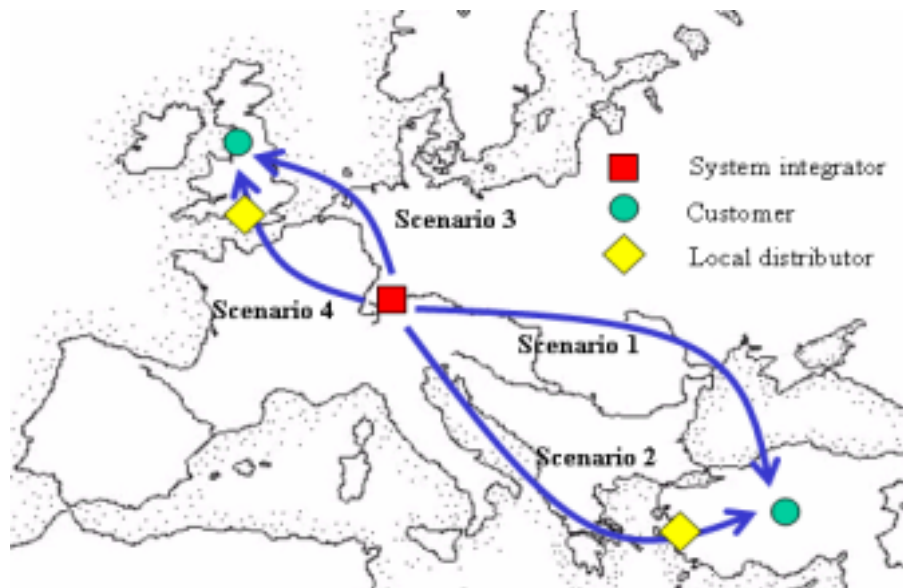 System integrator
Scenario 3
Customer
Local distributor
Scenario 4
Scenario 1
Scenario 2